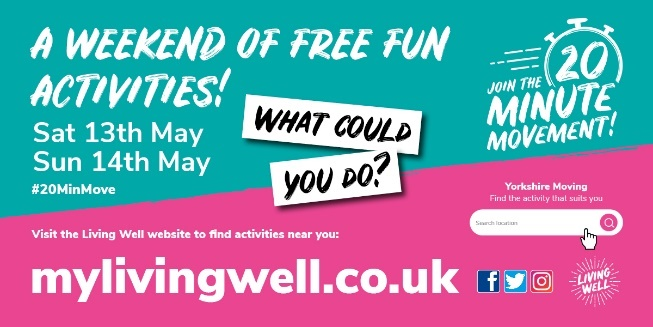 A WEEKEND OF FREE FUN
ACTIVITIES!
Sat 13th May
Sun 14th May
#20MinMove
WHAT COULD
YOU DO?
JOIN THE 20
MINUTE
MOVEMENT!
Yorkshire Moving
Find the activity that suits you
Search location
Visit the Living Well website to find activities near you:
mylivingwell.co.uk
LIVING
WELL